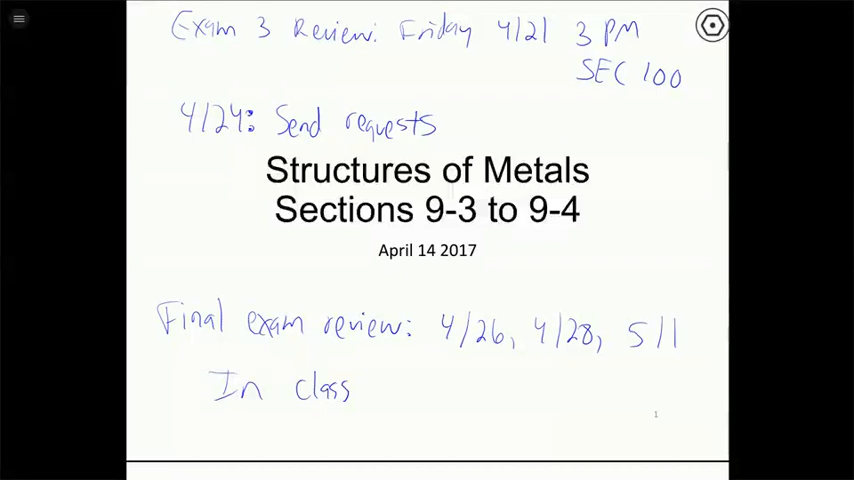 Exam 3 Review: Friday 4/21 3 PM
SEC 100
4/24: Send requests
Structures of Metals
Sections 9-3 to 9-4
April 14 2017
Final exam review: 4/26, 4/28, 5/1
In class
1